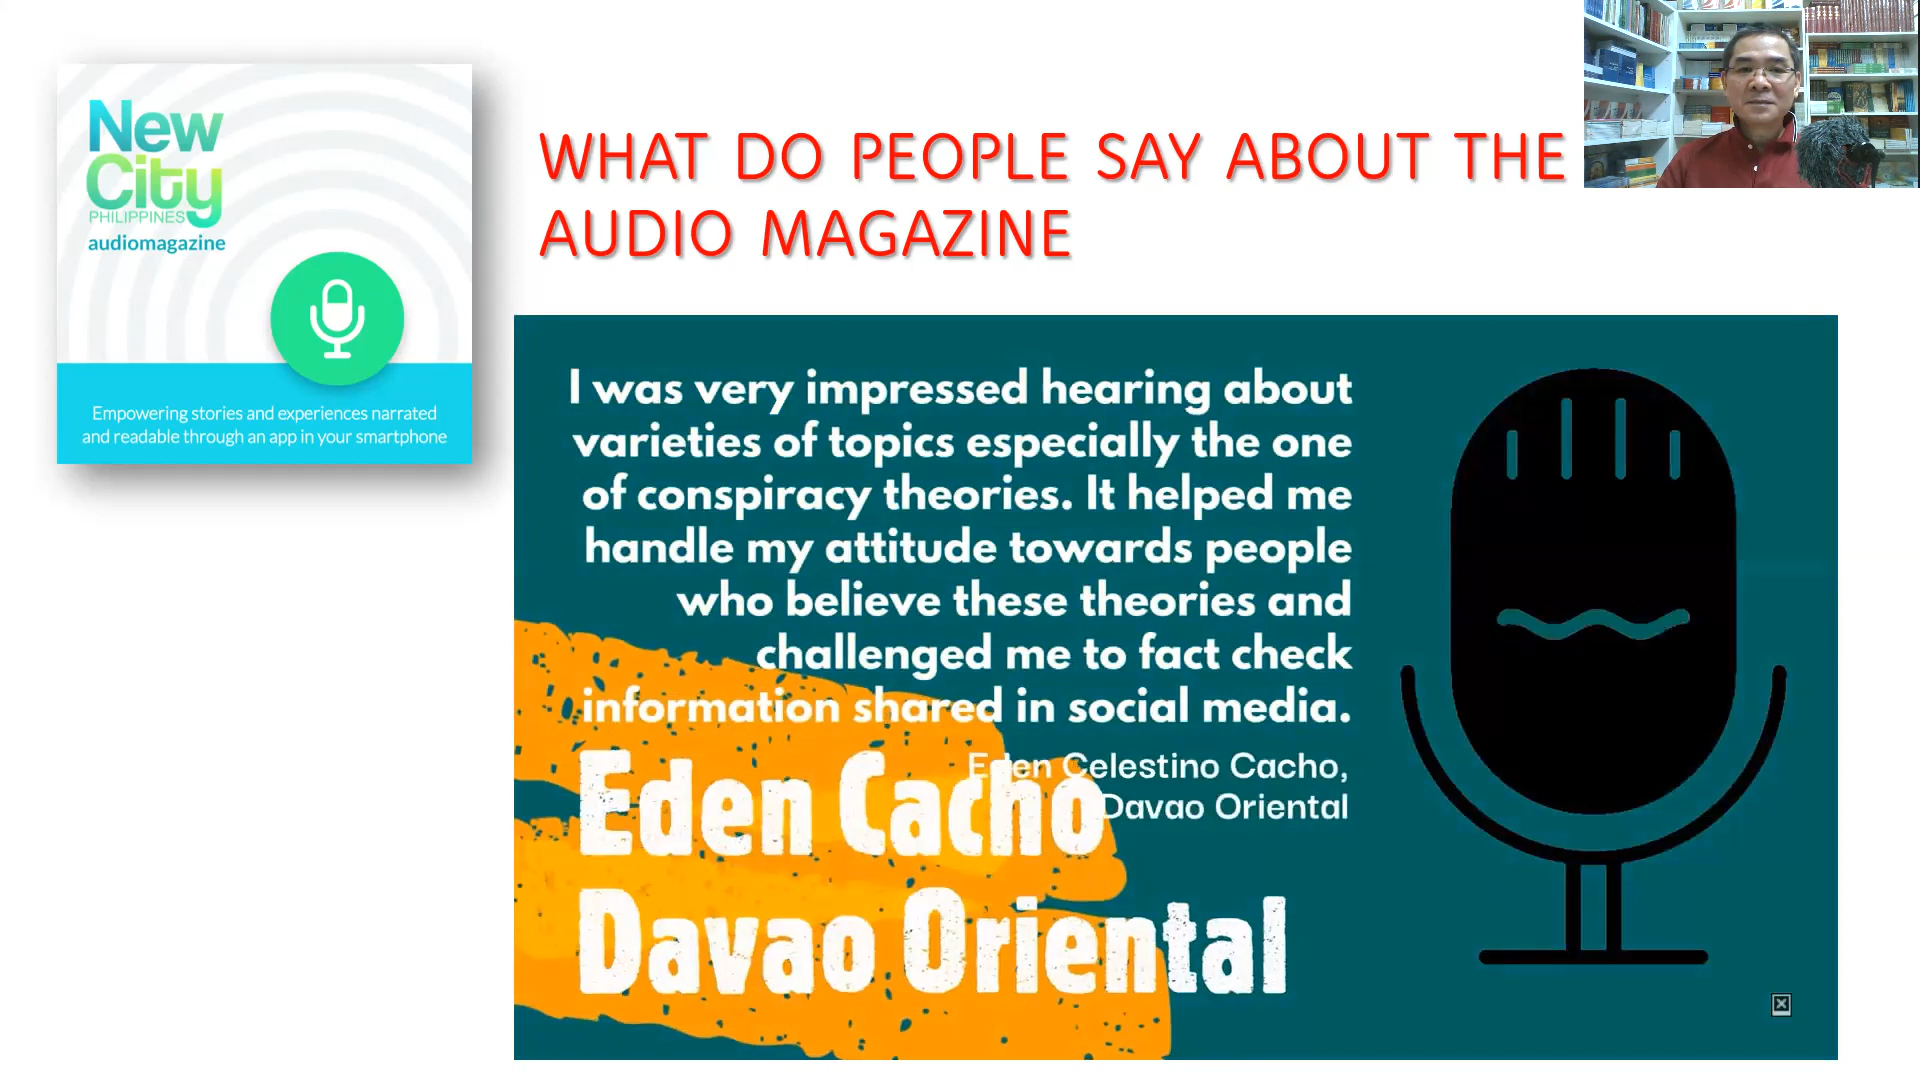 New
City
PHILIPPINES
audiomagazine
Empowering stories and experiences narrated
and readable through an app in your smartphone
WHAT DO PEOPLE SAY ABOUT THE
AUDIO MAGAZINE
I was very impressed hearing about
varieties of topics especially the one
of conspiracy theories. It helped me
handle my attitude towards people
who believe these theories and
challenged me to fact check
information shared in social media.
Eden Celestino Cacho,
Davao Oriental
Eden Cacho
Davao Oriental